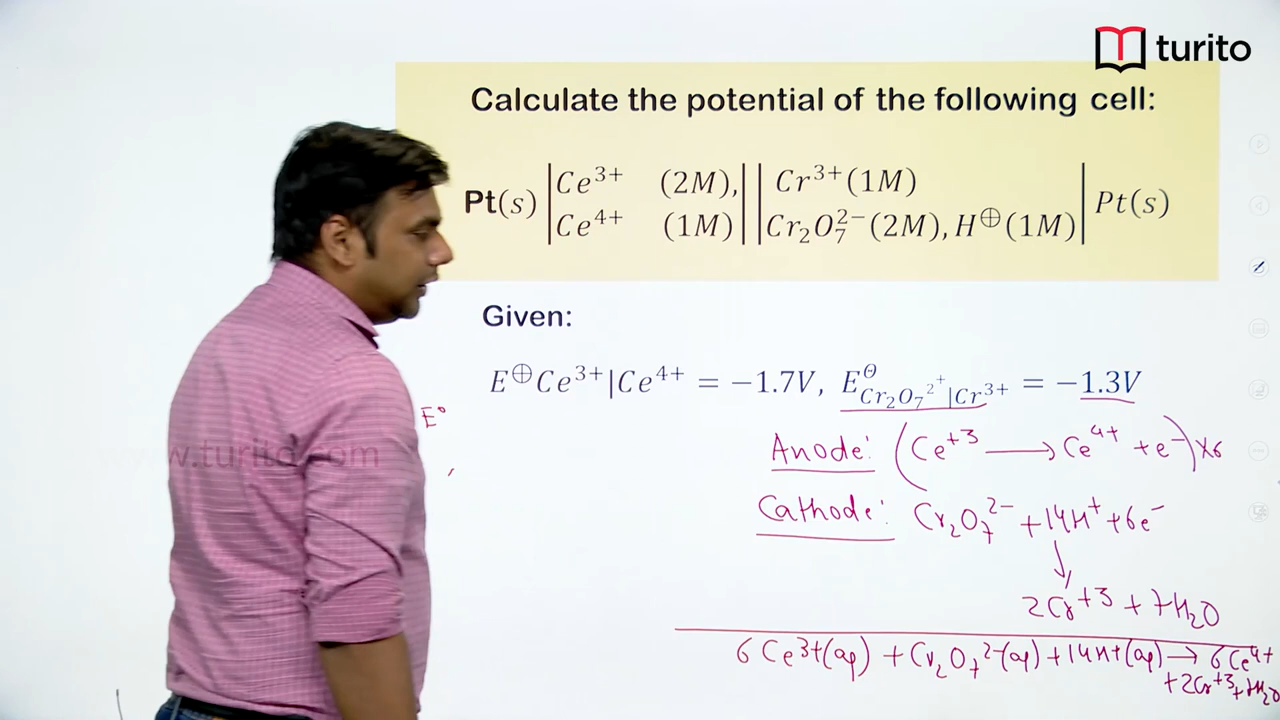 turito
Calculate the potential of the following cell:
Pt(s) | Ce³⁺ (2M), || Cr³⁺(1M) | Pt(s)
Ce⁴⁺ (1M) Cr₂O₇²⁻(2M), H^⊕(1M)
Given:
E^⊕Ce³⁺|Ce⁴⁺ = −1.7V, E^Θ_Cr₂O₇²⁺|Cr³⁺ = −1.3V
E°
,
www.turito.com
Anode: (Ce⁺³ ⟶ Ce⁴⁺ + e⁻)×6
Cathode: Cr₂O₇²⁻ + 14H⁺ + 6e⁻
↓
2Cr⁺³ + 7H₂O
6Ce³⁺(aq) + Cr₂O₇²⁻(aq) + 14H⁺(aq) → 6Ce⁴⁺
+2Cr⁺³+7H₂O